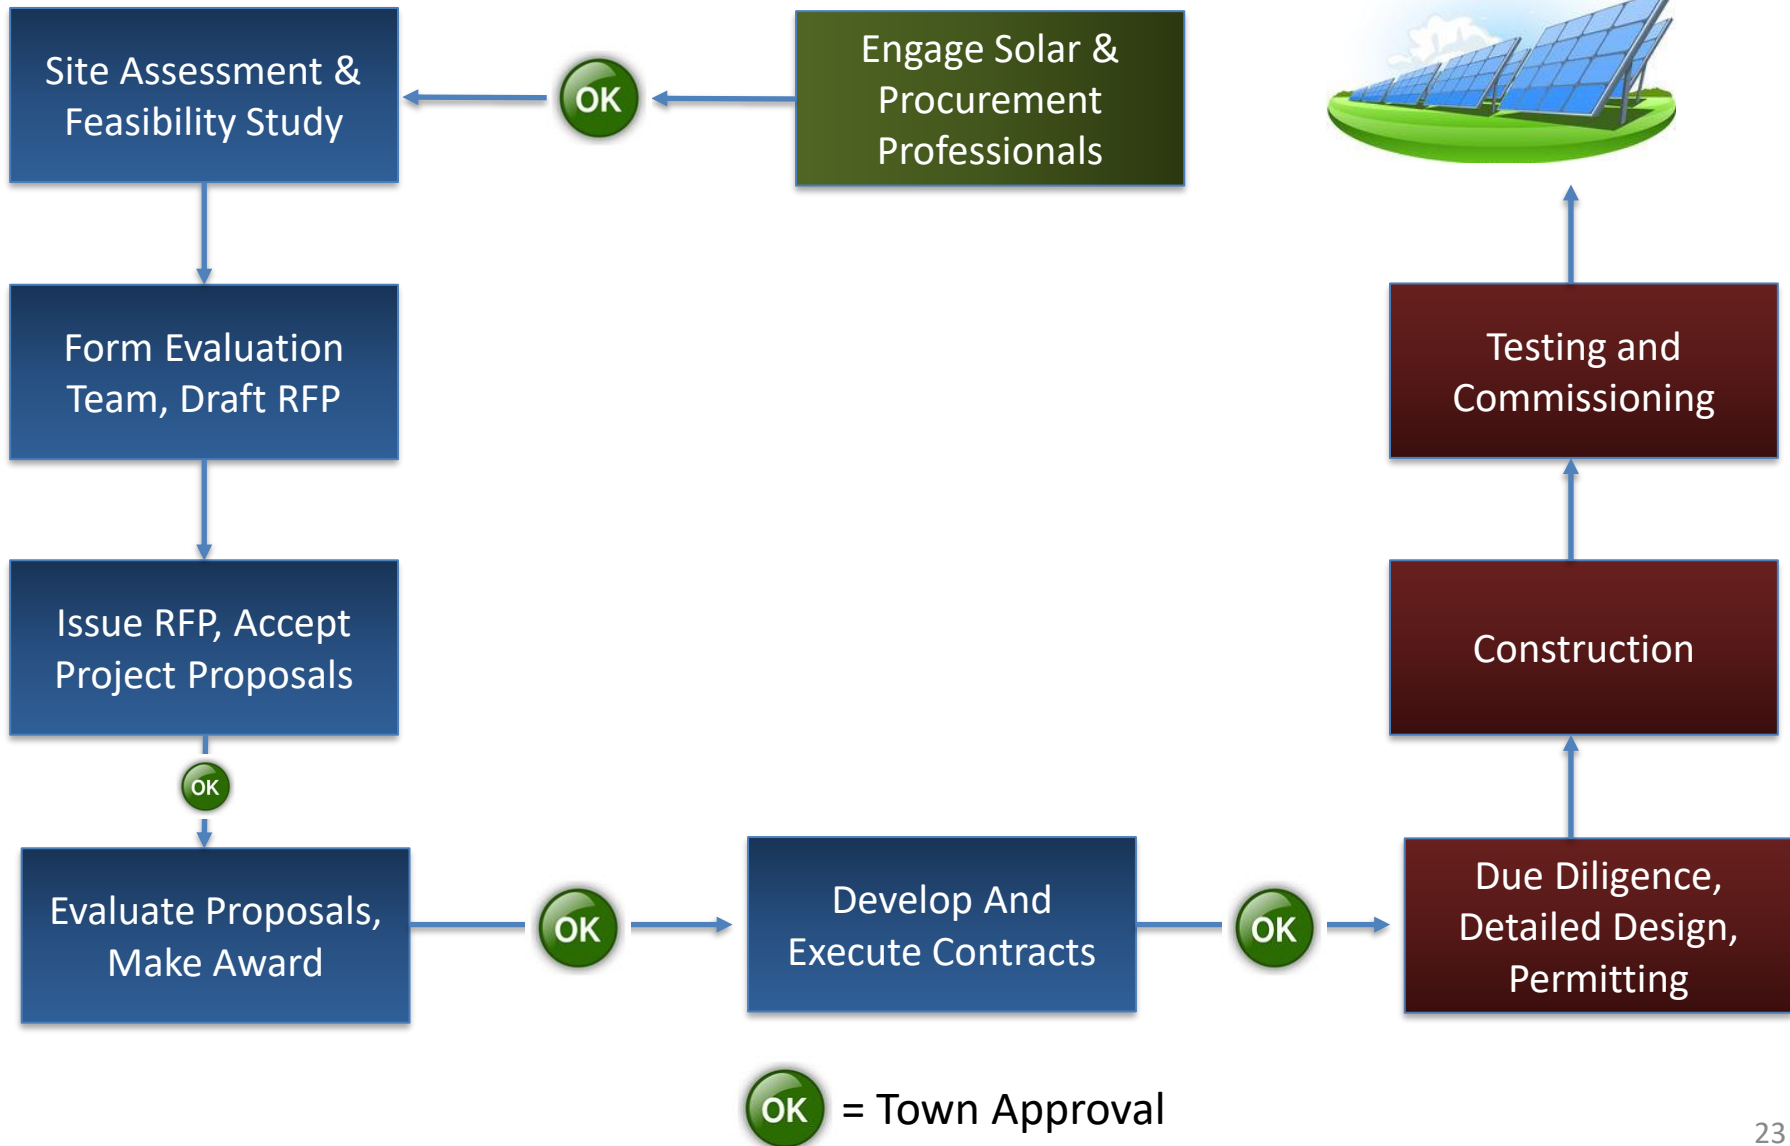 Site Assessment &
Feasibility Study
OK
Engage Solar &
Procurement
Professionals
Form Evaluation
Team, Draft RFP
Testing and
Commissioning
Issue RFP, Accept
Project Proposals
Construction
OK
Evaluate Proposals,
Make Award
OK
Develop And
Execute Contracts
OK
Due Diligence,
Detailed Design,
Permitting
OK = Town Approval
23